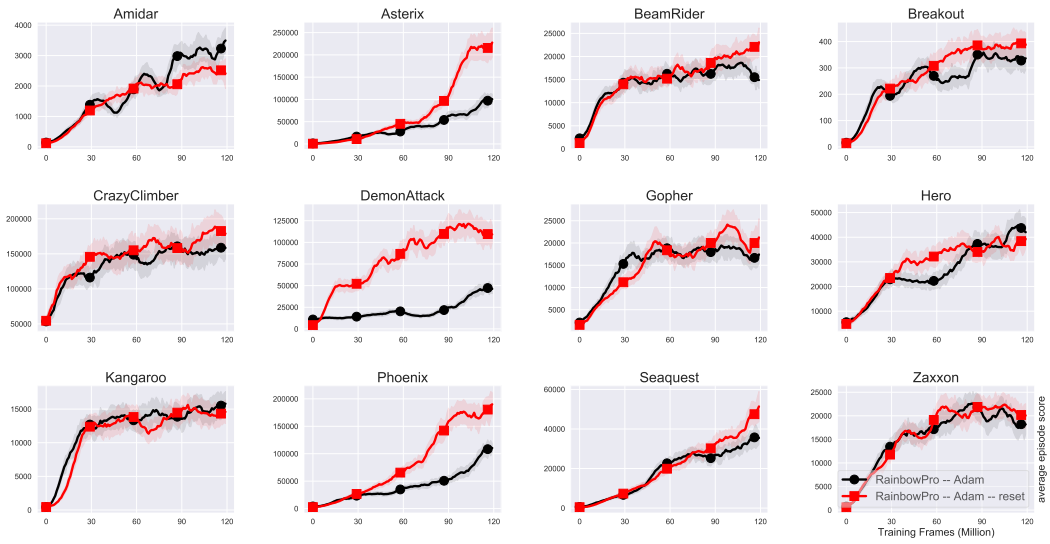 Amidar
Asterix
BeamRider
Breakout
4000
3000
2000
1000
0
0 30 60 90 120
250000
200000
150000
100000
50000
0
0 30 60 90 120
25000
20000
15000
10000
5000
0
0 30 60 90 120
400
300
200
100
0
0 30 60 90 120
CrazyClimber
DemonAttack
Gopher
Hero
200000
150000
100000
50000
0 30 60 90 120
125000
100000
75000
50000
25000
0
0 30 60 90 120
25000
20000
15000
10000
5000
0 30 60 90 120
50000
40000
30000
20000
10000
0 30 60 90 120
Kangaroo
Phoenix
Seaquest
Zaxxon
15000
10000
5000
0
0 30 60 90 120
200000
150000
100000
50000
0
0 30 60 90 120
60000
40000
20000
0
0 30 60 90 120
25000
20000
15000
10000
5000
0
0 30 60 90 120
RainbowPro -- Adam
RainbowPro -- Adam -- reset
Training Frames (Million)
average episode score